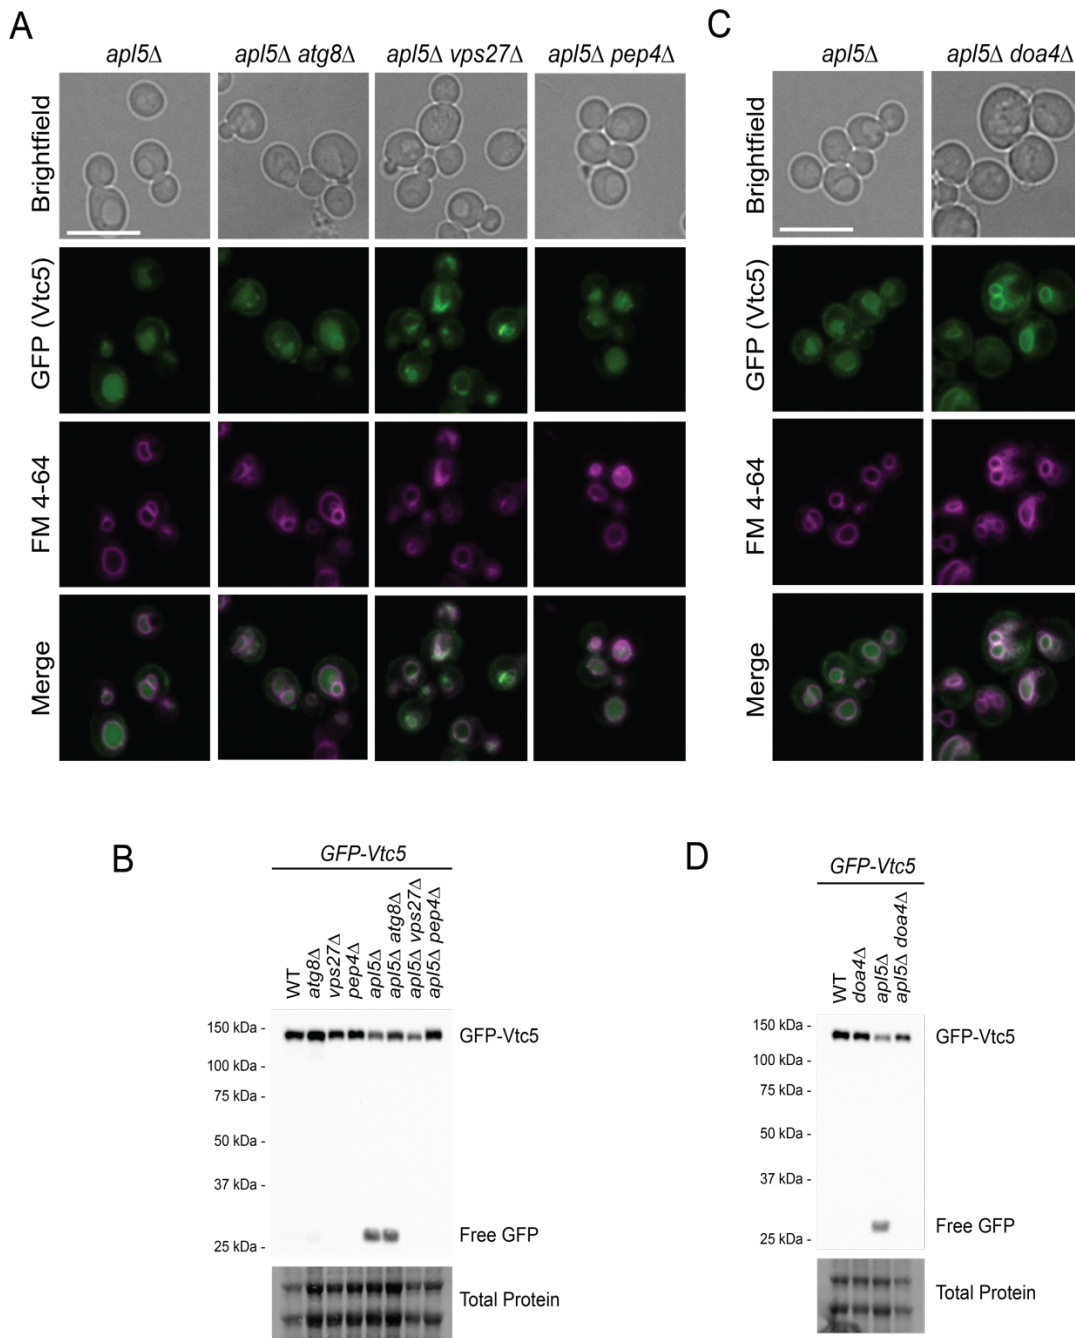 A
apl5Δ
apl5Δ atg8Δ
apl5Δ vps27Δ
apl5Δ pep4Δ
Brightfield
GFP (Vtc5)
FM 4-64
Merge
C
apl5Δ
apl5Δ doa4Δ
Brightfield
GFP (Vtc5)
FM 4-64
Merge
B
GFP-Vtc5
WT
atg8Δ
vps27Δ
pep4Δ
apl5Δ
apl5Δ atg8Δ
apl5Δ vps27Δ
apl5Δ pep4Δ
150 kDa -
GFP-Vtc5
100 kDa -
75 kDa -
50 kDa -
37 kDa -
Free GFP
25 kDa -
Total Protein
D
GFP-Vtc5
WT
doa4Δ
apl5Δ
apl5Δ doa4Δ
150 kDa -
GFP-Vtc5
100 kDa -
75 kDa -
50 kDa -
37 kDa -
Free GFP
25 kDa -
Total Protein